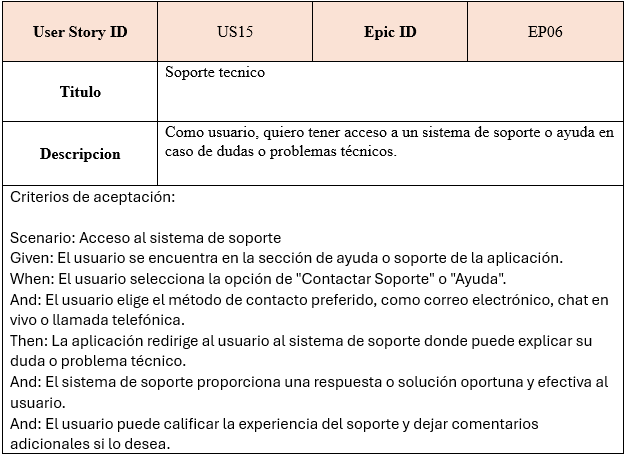 User Story ID US15 Epic ID EP06
Titulo Soporte tecnico
Descripcion Como usuario, quiero tener acceso a un sistema de soporte o ayuda en
caso de dudas o problemas técnicos.
Criterios de aceptación:
Scenario: Acceso al sistema de soporte
Given: El usuario se encuentra en la sección de ayuda o soporte de la aplicación.
When: El usuario selecciona la opción de "Contactar Soporte" o "Ayuda".
And: El usuario elige el método de contacto preferido, como correo electrónico, chat en
vivo o llamada telefónica.
Then: La aplicación redirige al usuario al sistema de soporte donde puede explicar su
duda o problema técnico.
And: El sistema de soporte proporciona una respuesta o solución oportuna y efectiva al
usuario.
And: El usuario puede calificar la experiencia del soporte y dejar comentarios
adicionales si lo desea.